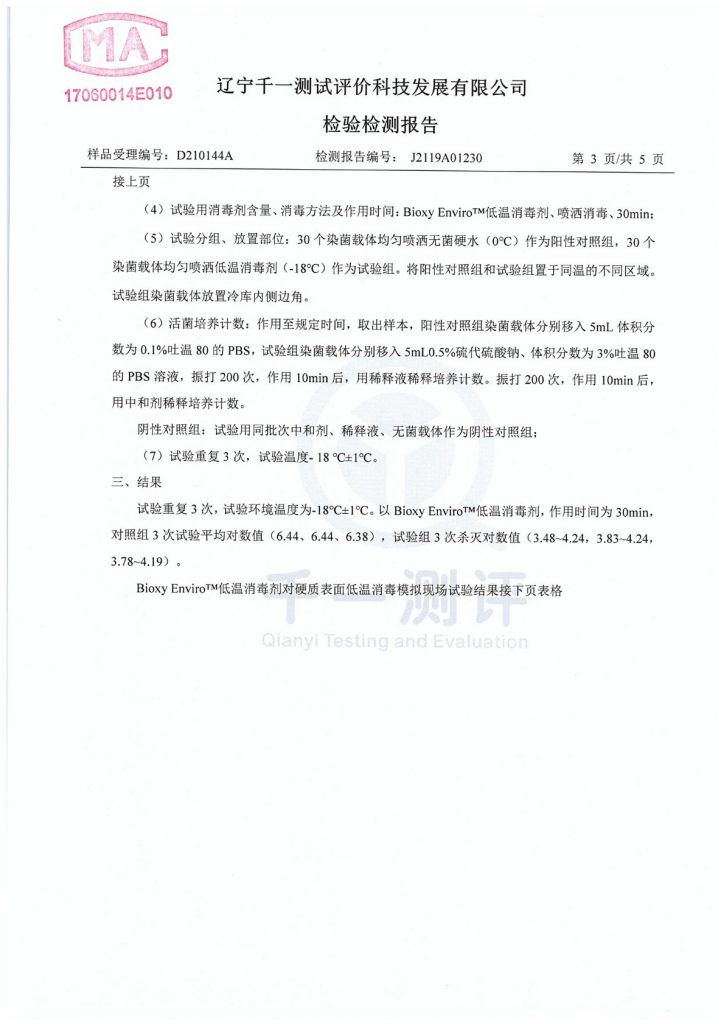 CMA
17060014E010
辽宁千一测试评价科技发展有限公司
检验检测报告
样品受理编号：D210144A 检测报告编号： J2119A01230 第 3 页/共 5 页
接上页
（4）试验用消毒剂含量、消毒方法及作用时间：Bioxy Enviro™低温消毒剂、喷洒消毒、30min；
（5）试验分组、放置部位：30 个染菌载体均匀喷洒无菌硬水（0℃）作为阳性对照组，30 个
染菌载体均匀喷洒低温消毒剂（-18℃）作为试验组。将阳性对照组和试验组置于同温的不同区域。
试验组染菌载体放置冷库内侧边角。
（6）活菌培养计数：作用至规定时间，取出样本，阳性对照组染菌载体分别移入 5mL 体积分
数为 0.1%吐温 80 的 PBS，试验组染菌载体分别移入 5mL0.5%硫代硫酸钠、体积分数为 3%吐温 80
的 PBS 溶液，振打 200 次，作用 10min 后，用稀释液稀释培养计数。振打 200 次，作用 10min 后，
用中和剂稀释培养计数。
阴性对照组：试验用同批次中和剂、稀释液、无菌载体作为阴性对照组；
（7）试验重复 3 次，试验温度- 18 ℃±1℃。
三、结果
试验重复 3 次，试验环境温度为-18℃±1℃。以 Bioxy Enviro™低温消毒剂，作用时间为 30min，
对照组 3 次试验平均对数值（6.44、6.44、6.38），试验组 3 次杀灭对数值（3.48~4.24，3.83~4.24，
3.78~4.19）。
Bioxy Enviro™低温消毒剂对硬质表面低温消毒模拟现场试验结果接下页表格
千一测评
Qianyi Testing and Evaluation